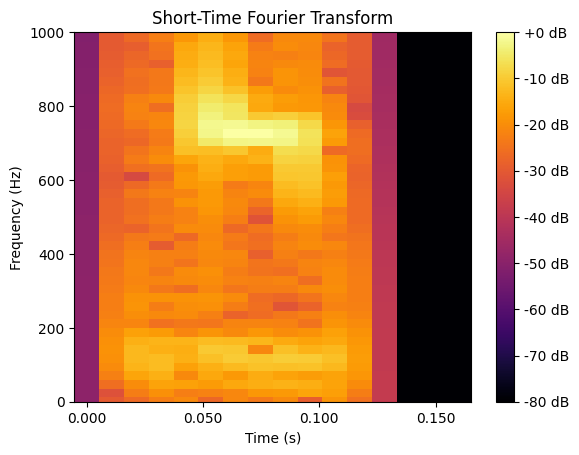 Short-Time Fourier Transform
Frequency (Hz)
1000
800
600
400
200
0
0.000
0.050
0.100
0.150
Time (s)
+0 dB
-10 dB
-20 dB
-30 dB
-40 dB
-50 dB
-60 dB
-70 dB
-80 dB